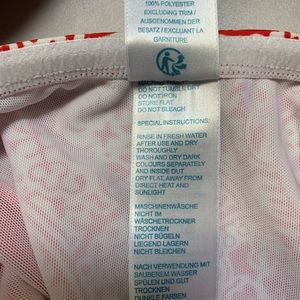 100% POLYESTER
EXCLUDING TRIM /
AUSGENOMMEN DER
BESATZ / EXCLUANT LA
GARNITURE
DO NOT TUMBLE DRY
DO NOT IRON
STORE FLAT
DO NOT BLEACH
SPECIAL INSTRUCTIONS:
RINSE IN FRESH WATER
AFTER USE AND DRY
THOROUGHLY
WASH AND DRY DARK
COLOURS SEPARATELY
AND INSIDE OUT
DRY FLAT, AWAY FROM
DIRECT HEAT AND
SUNLIGHT
MASCHINENWÄSCHE
NICHT IM
WÄSCHETROCKNER
TROCKNEN
NICHT BÜGELN
LIEGEND LAGERN
NICHT BLEICHEN
NACH VERWENDUNG MIT
SAUBEREM WASSER
SPÜLEN UND GUT
TROCKNEN
DUNKLE FARBEN